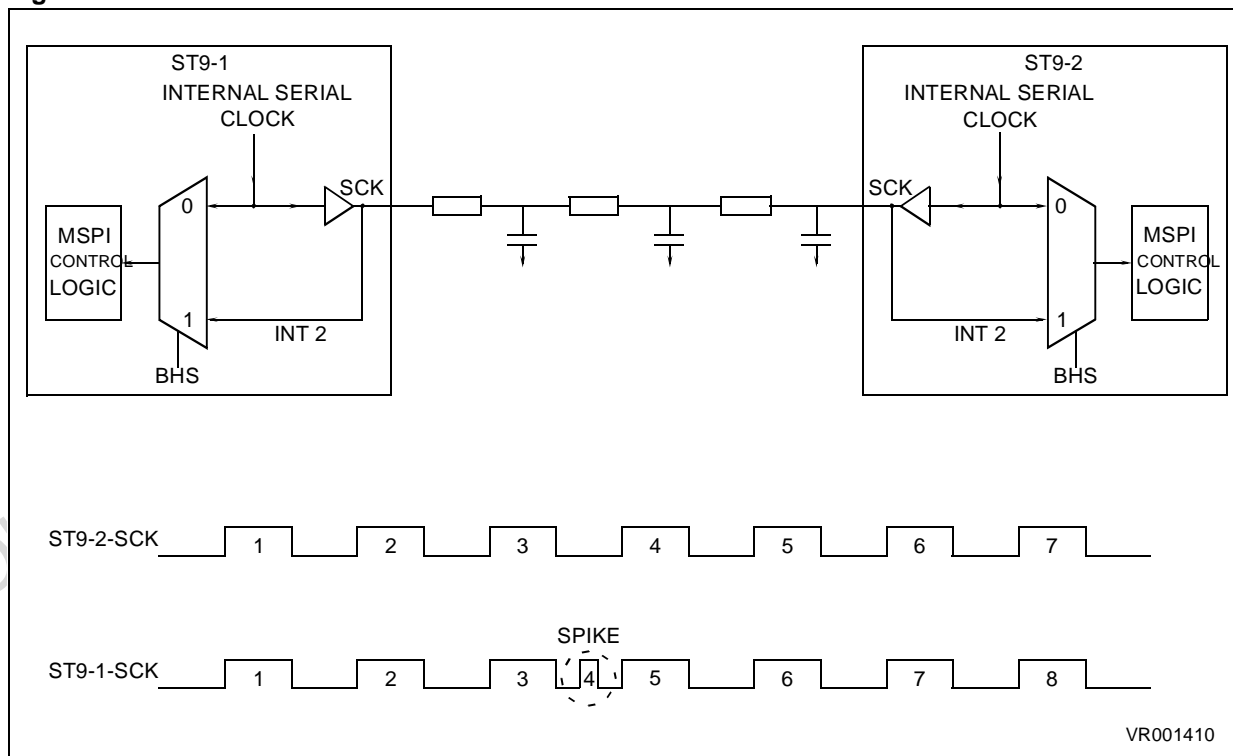 ST9-1
INTERNAL SERIAL
CLOCK
SCK
0
MSPI
CONTROL
LOGIC
1
INT 2
BHS
ST9-2
INTERNAL SERIAL
CLOCK
SCK
0
MSPI
CONTROL
LOGIC
1
INT 2
BHS
ST9-2-SCK 1 2 3 4 5 6 7
SPIKE
ST9-1-SCK 1 2 3 4 5 6 7 8
VR001410